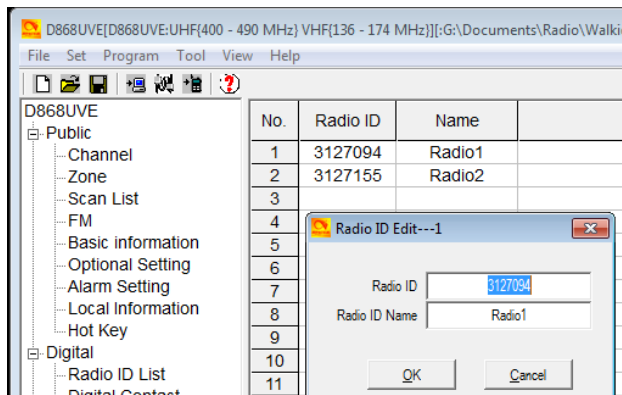 D868UVE[D868UVE:UHF{400 - 490 MHz} VHF{136 - 174 MHz}][:G:\Documents\Radio\Walki
File Set Program Tool View Help
D868UVE
Public
Channel
Zone
Scan List
FM
Basic information
Optional Setting
Alarm Setting
Local Information
Hot Key
Digital
Radio ID List
Digital Contact
No. Radio ID Name
1 3127094 Radio1
2 3127155 Radio2
3
4
5
6
7
8
9
10
11
Radio ID Edit---1
Radio ID 3127094
Radio ID Name Radio1
OK Cancel